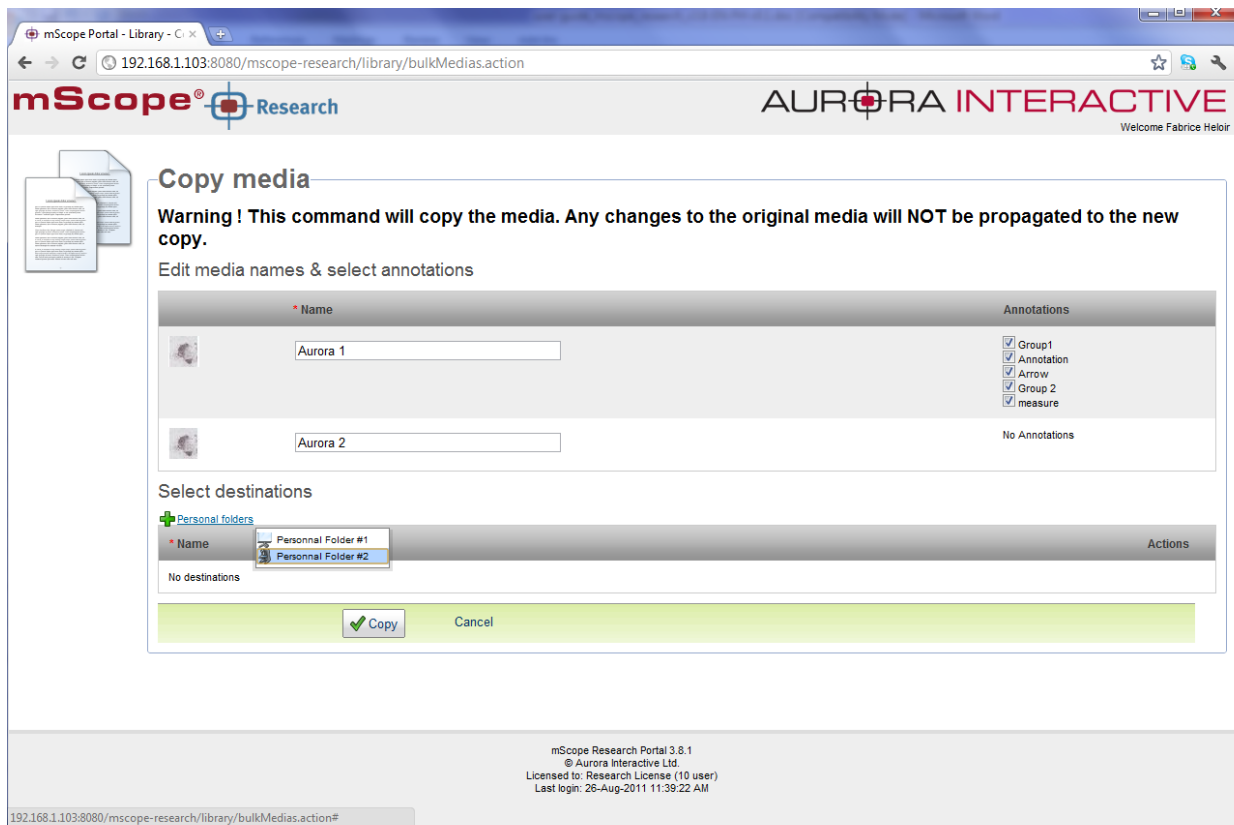 mScope Portal - Library - C
192.168.1.103:8080/mscope-research/library/bulkMedias.action
mScope® Research
AURORA INTERACTIVE
Welcome Fabrice Heloir
Copy media
Warning ! This command will copy the media. Any changes to the original media will NOT be propagated to the new
copy.
Edit media names & select annotations
* Name
Annotations
Aurora 1
Group1
Annotation
Arrow
Group 2
measure
Aurora 2
No Annotations
Select destinations
Personal folders
* Name
Personnal Folder #1
Personnal Folder #2
Actions
No destinations
Copy
Cancel
mScope Research Portal 3.8.1
© Aurora Interactive Ltd.
Licensed to: Research License (10 user)
Last login: 26-Aug-2011 11:39:22 AM
192.168.1.103:8080/mscope-research/library/bulkMedias.action#